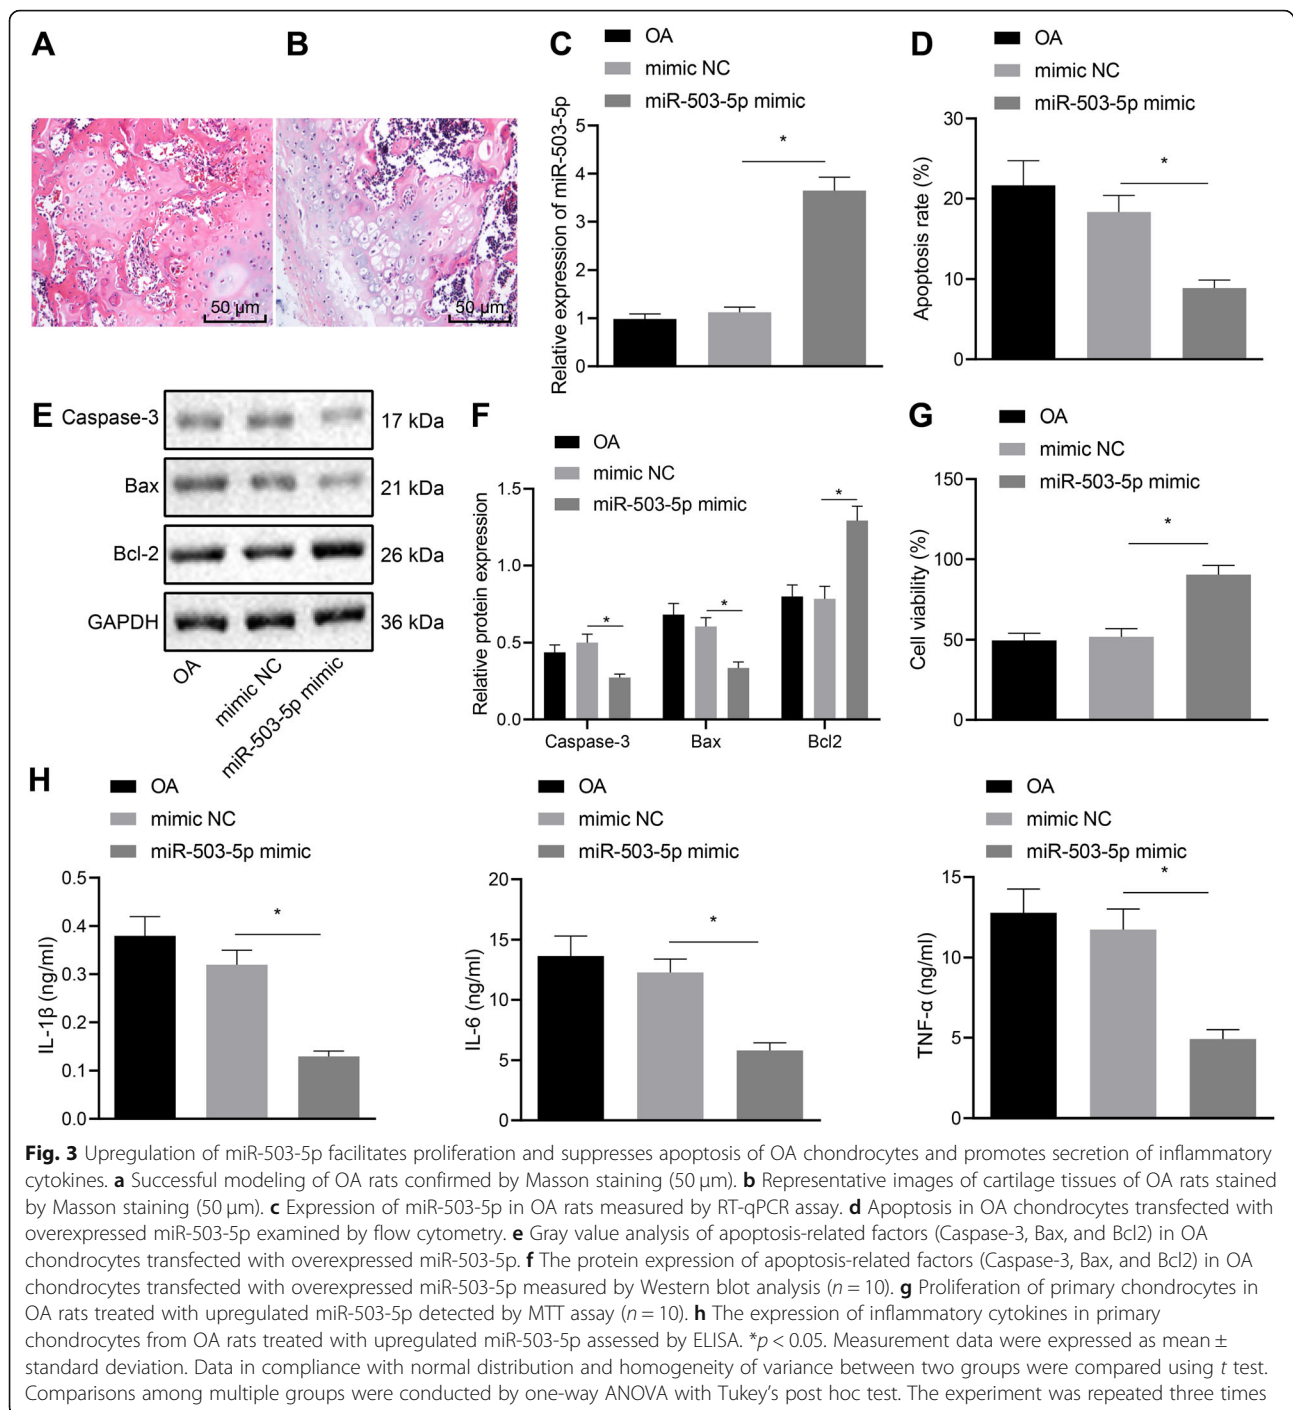 A
B
50 μm
50 μm
C
OA
mimic NC
miR-503-5p mimic
Relative expression of miR-503-5p
6
5
4
3
2
1
0
*
D
OA
mimic NC
miR-503-5p mimic
Apoptosis rate (%)
30
20
10
0
*
E
Caspase-3
17 kDa
Bax
21 kDa
Bcl-2
26 kDa
GAPDH
36 kDa
OA
mimic NC
miR-503-5p mimic
F
OA
mimic NC
miR-503-5p mimic
Relative protein expression
1.5
1.0
0.5
0.0
*
*
*
Caspase-3
Bax
Bcl2
G
OA
mimic NC
miR-503-5p mimic
Cell viability (%)
150
100
50
0
*
H
OA
mimic NC
miR-503-5p mimic
IL-1β (ng/ml)
0.5
0.4
0.3
0.2
0.1
0.0
*
OA
mimic NC
miR-503-5p mimic
IL-6 (ng/ml)
20
15
10
5
0
*
OA
mimic NC
miR-503-5p mimic
TNF-α (ng/ml)
15
10
5
0
*
Fig. 3 Upregulation of miR-503-5p facilitates proliferation and suppresses apoptosis of OA chondrocytes and promotes secretion of inflammatory
cytokines. a Successful modeling of OA rats confirmed by Masson staining (50 μm). b Representative images of cartilage tissues of OA rats stained
by Masson staining (50 μm). c Expression of miR-503-5p in OA rats measured by RT-qPCR assay. d Apoptosis in OA chondrocytes transfected with
overexpressed miR-503-5p examined by flow cytometry. e Gray value analysis of apoptosis-related factors (Caspase-3, Bax, and Bcl2) in OA
chondrocytes transfected with overexpressed miR-503-5p. f The protein expression of apoptosis-related factors (Caspase-3, Bax, and Bcl2) in OA
chondrocytes transfected with overexpressed miR-503-5p measured by Western blot analysis (n = 10). g Proliferation of primary chondrocytes in
OA rats treated with upregulated miR-503-5p detected by MTT assay (n = 10). h The expression of inflammatory cytokines in primary
chondrocytes from OA rats treated with upregulated miR-503-5p assessed by ELISA. *p < 0.05. Measurement data were expressed as mean ±
standard deviation. Data in compliance with normal distribution and homogeneity of variance between two groups were compared using t test.
Comparisons among multiple groups were conducted by one-way ANOVA with Tukey's post hoc test. The experiment was repeated three times